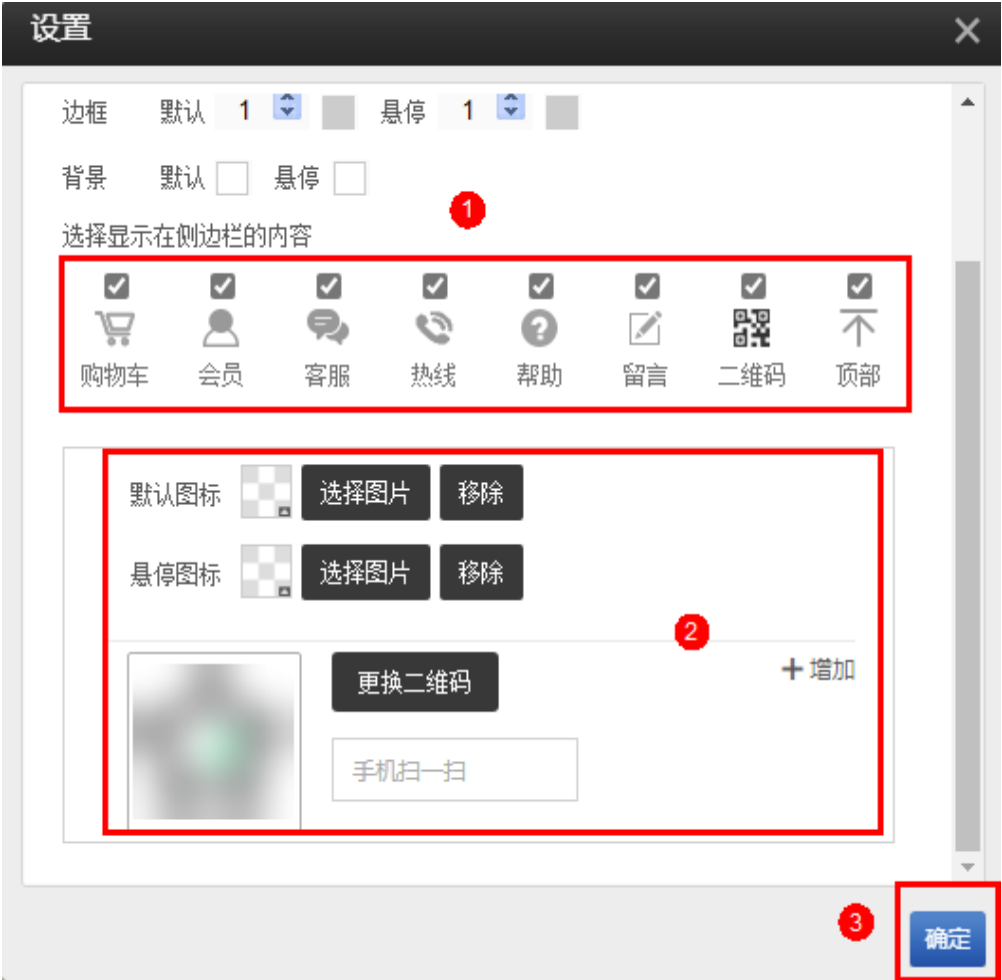 设置
边框 默认 1 悬停 1
背景 默认 悬停
1
选择显示在侧边栏的内容
购物车 会员 客服 热线 帮助 留言 二维码 顶部
默认图标 选择图片 移除
悬停图标 选择图片 移除
2
更换二维码 增加
手机扫一扫
3 确定